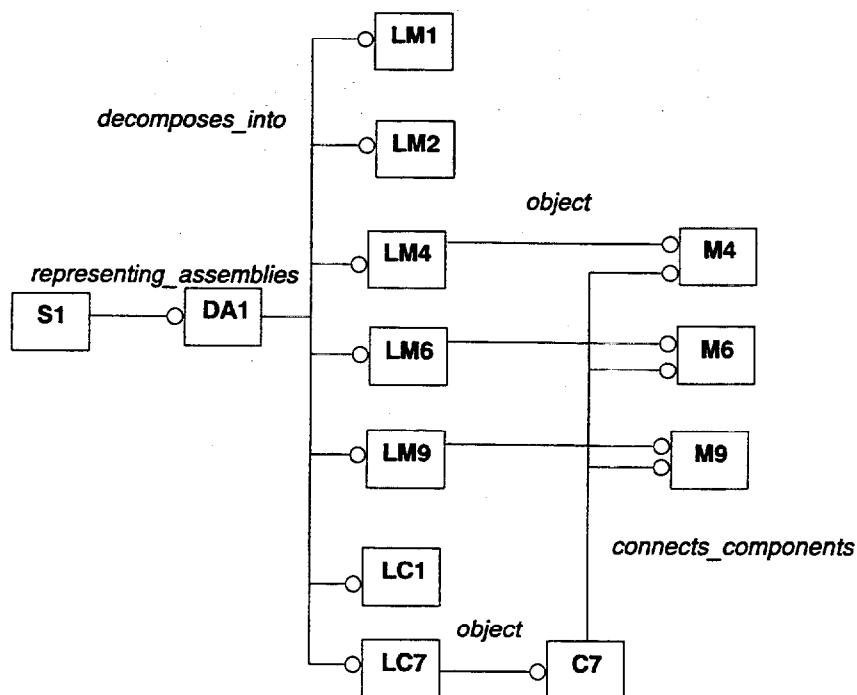 LM1
decomposes_into
LM2
object
LM4
M4
representing_assemblies
S1
DA1
LM6
M6
LM9
M9
connects_components
LC1
object
LC7
C7